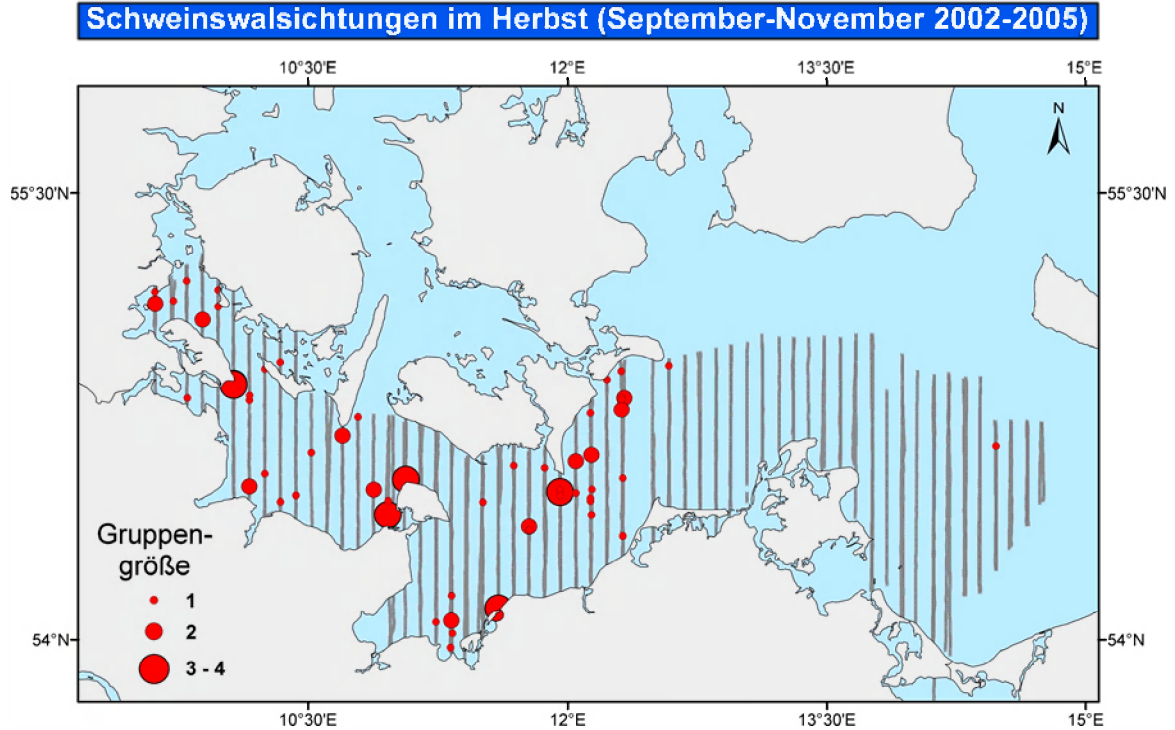 Schweinswalsichtungen im Herbst (September-November 2002-2005)
10°30'E 12°E 13°30'E 15°E
N
55°30'N 55°30'N
Gruppen-
größe
1
2
3 - 4
54°N 54°N
10°30'E 12°E 13°30'E 15°E